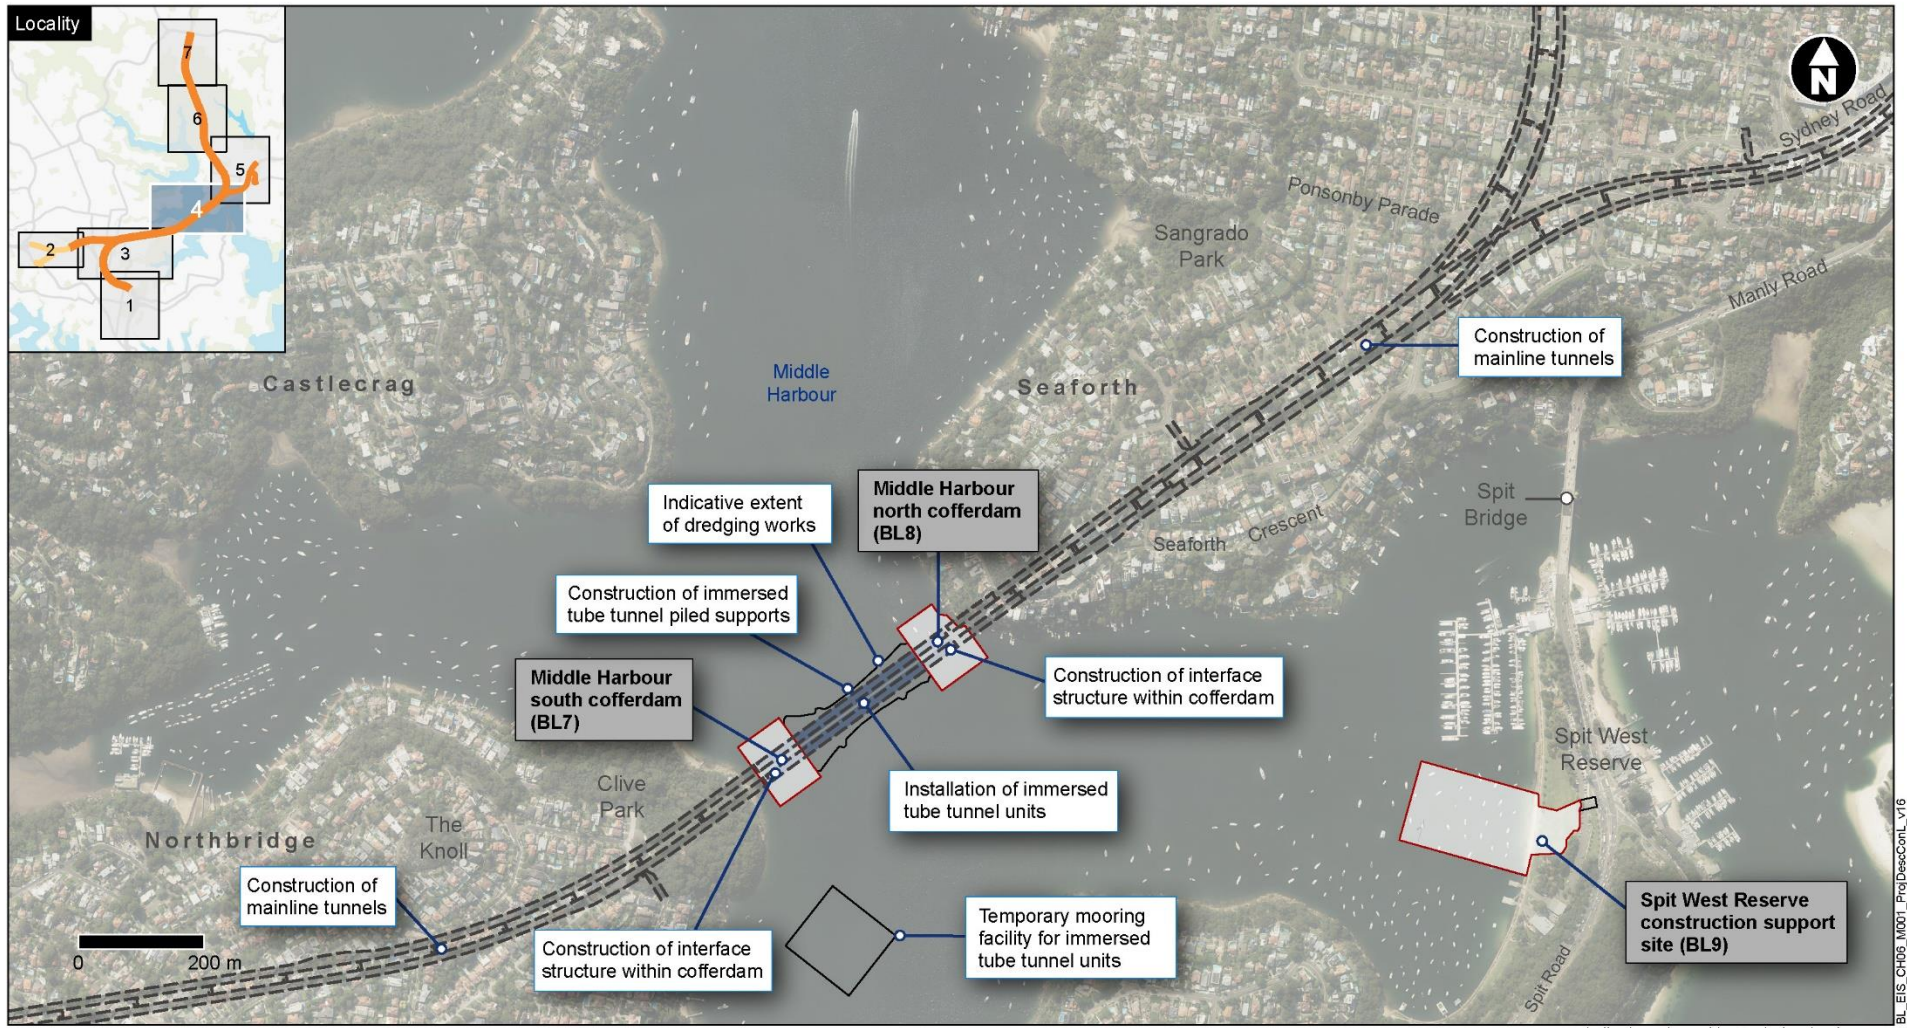 Locality
7
6
5
4
2
3
1
N
Sydney Road
Ponsonby Parade
Sangrado
Park
Manly Road
Construction of
mainline tunnels
Castlecrag
Middle
Harbour
Seaforth
Indicative extent
of dredging works
Middle Harbour
north cofferdam
(BL8)
Spit
Bridge
Seaforth Crescent
Construction of immersed
tube tunnel piled supports
Middle Harbour
south cofferdam
(BL7)
Construction of interface
structure within cofferdam
Spit West
Reserve
Clive
Park
Installation of immersed
tube tunnel units
Northbridge
The
Knoll
Construction of
mainline tunnels
0 200 m
Construction of interface
structure within cofferdam
Temporary mooring
facility for immersed
tube tunnel units
Spit West Reserve
construction support
site (BL9)
Spit Road
BL_EIS_CH06_M001_ProjDescConL_v16